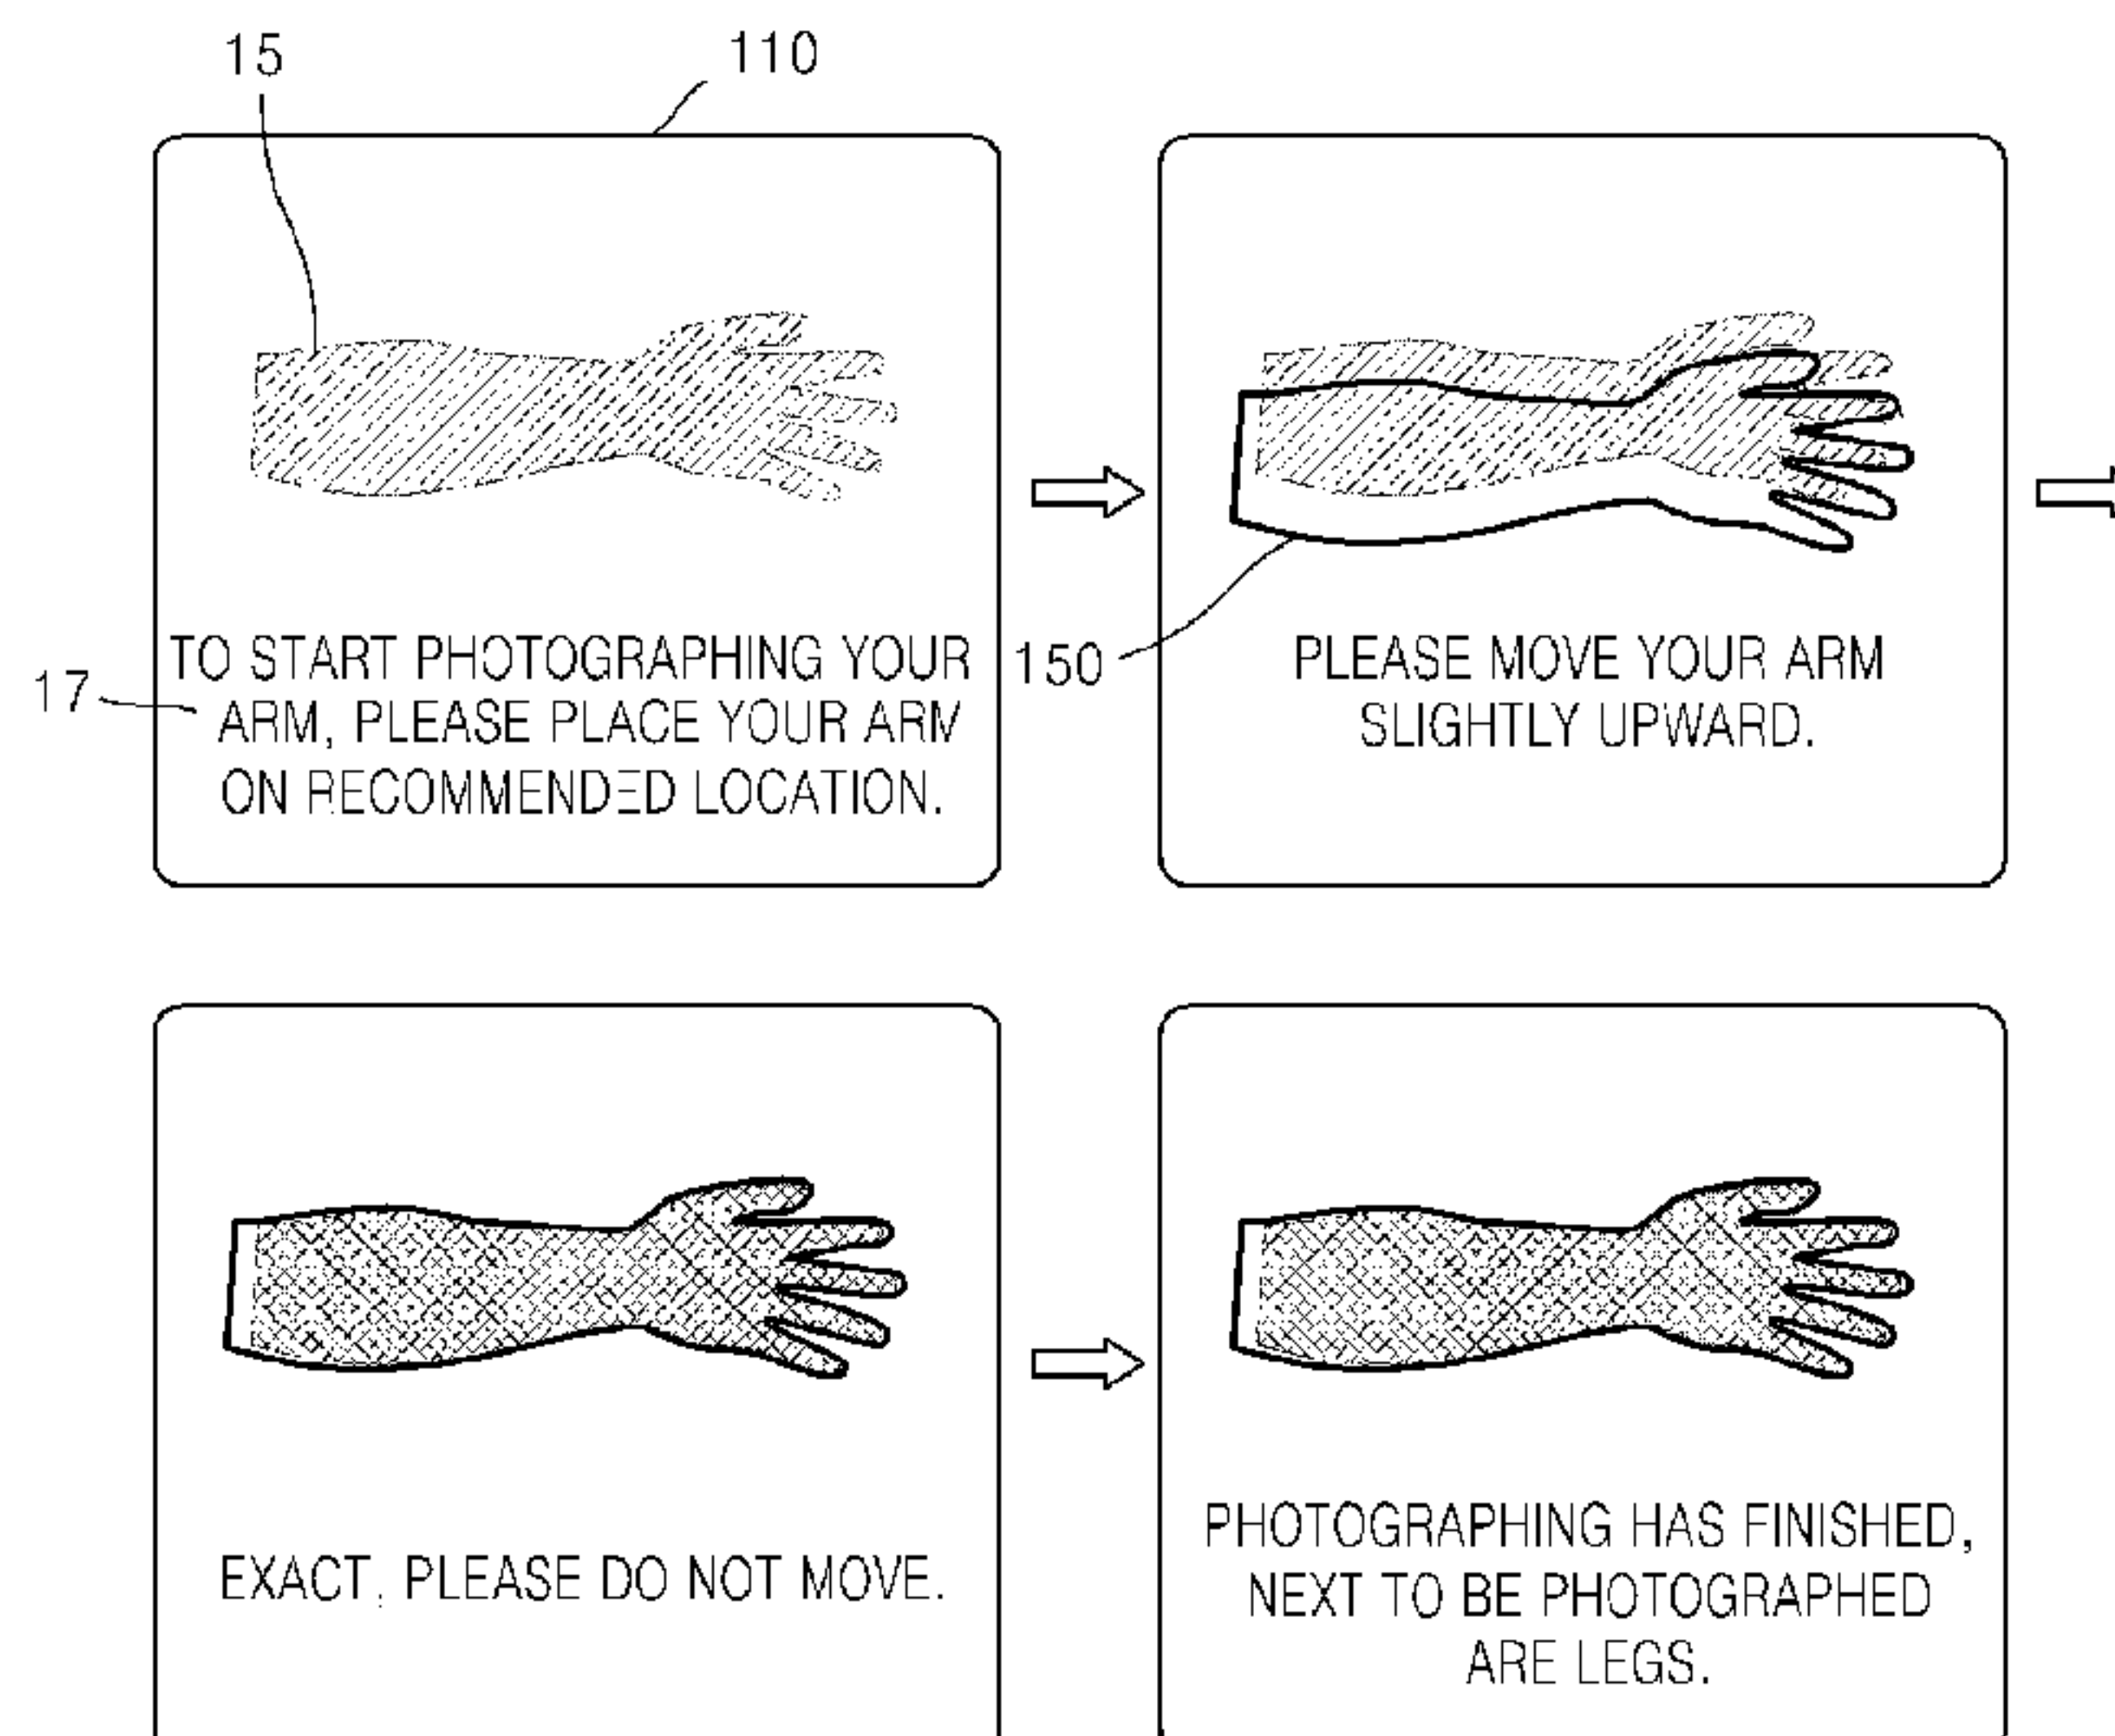 15
110
TO START PHOTOGRAPHING YOUR
17
ARM, PLEASE PLACE YOUR ARM
ON RECOMMENDED LOCATION.
150
PLEASE MOVE YOUR ARM
SLIGHTLY UPWARD.
EXACT, PLEASE DO NOT MOVE.
PHOTOGRAPHING HAS FINISHED,
NEXT TO BE PHOTOGRAPHED
ARE LEGS.